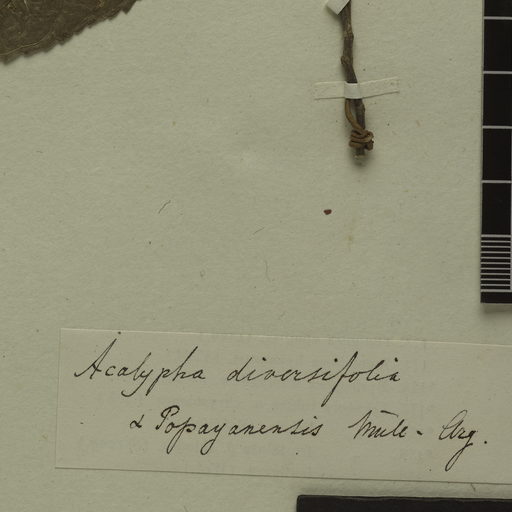 Acalypha diversifolia
α Popayanensis Müll-Arg.